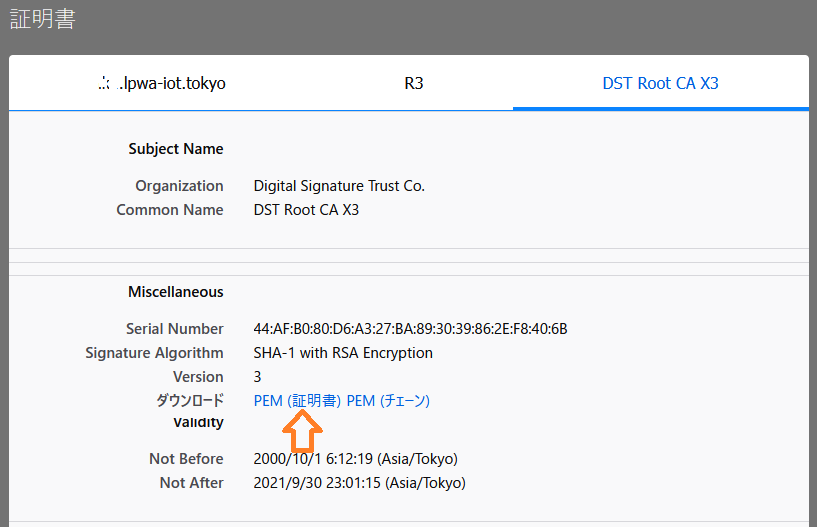 証明書
.lpwa-iot.tokyo R3 DST Root CA X3
Subject Name
Organization Digital Signature Trust Co.
Common Name DST Root CA X3
Miscellaneous
Serial Number 44:AF:B0:80:D6:A3:27:BA:89:30:39:86:2E:F8:40:6B
Signature Algorithm SHA-1 with RSA Encryption
Version 3
ダウンロード PEM (証明書) PEM (チェーン)
Validity
Not Before 2000/10/1 6:12:19 (Asia/Tokyo)
Not After 2021/9/30 23:01:15 (Asia/Tokyo)